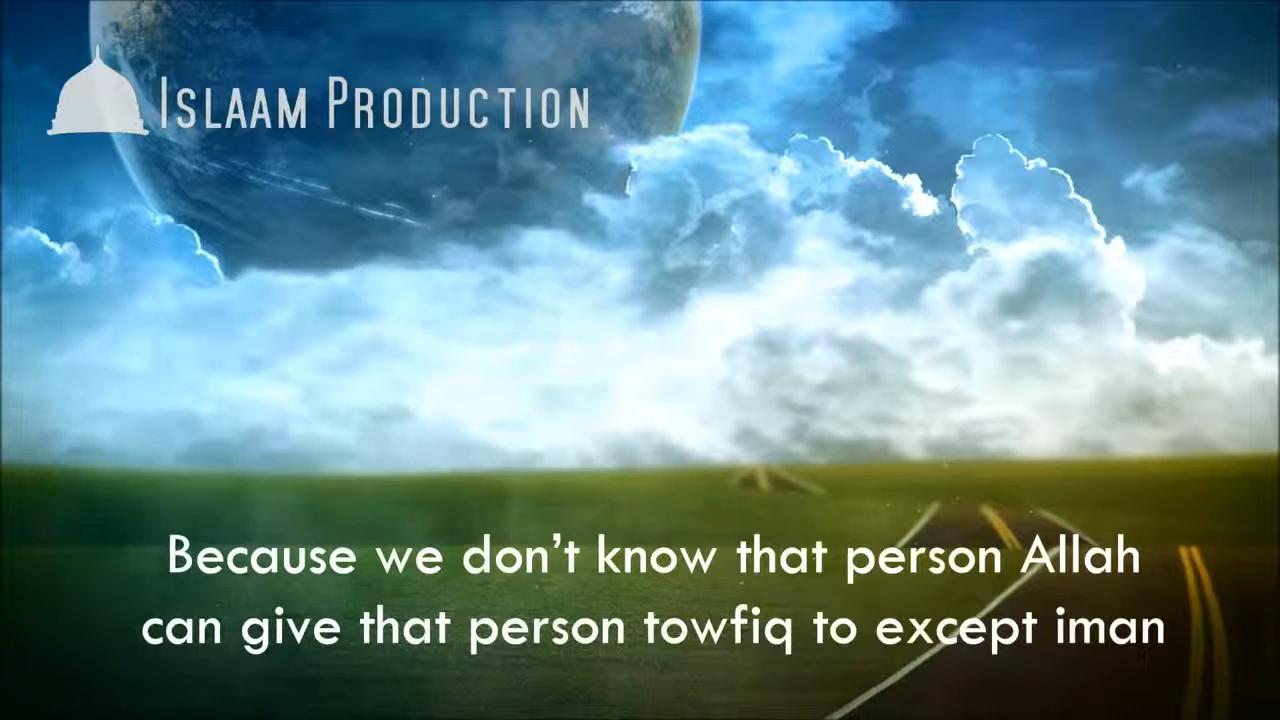 Islaam Production
Because we don't know that person Allah
can give that person towfiq to except iman